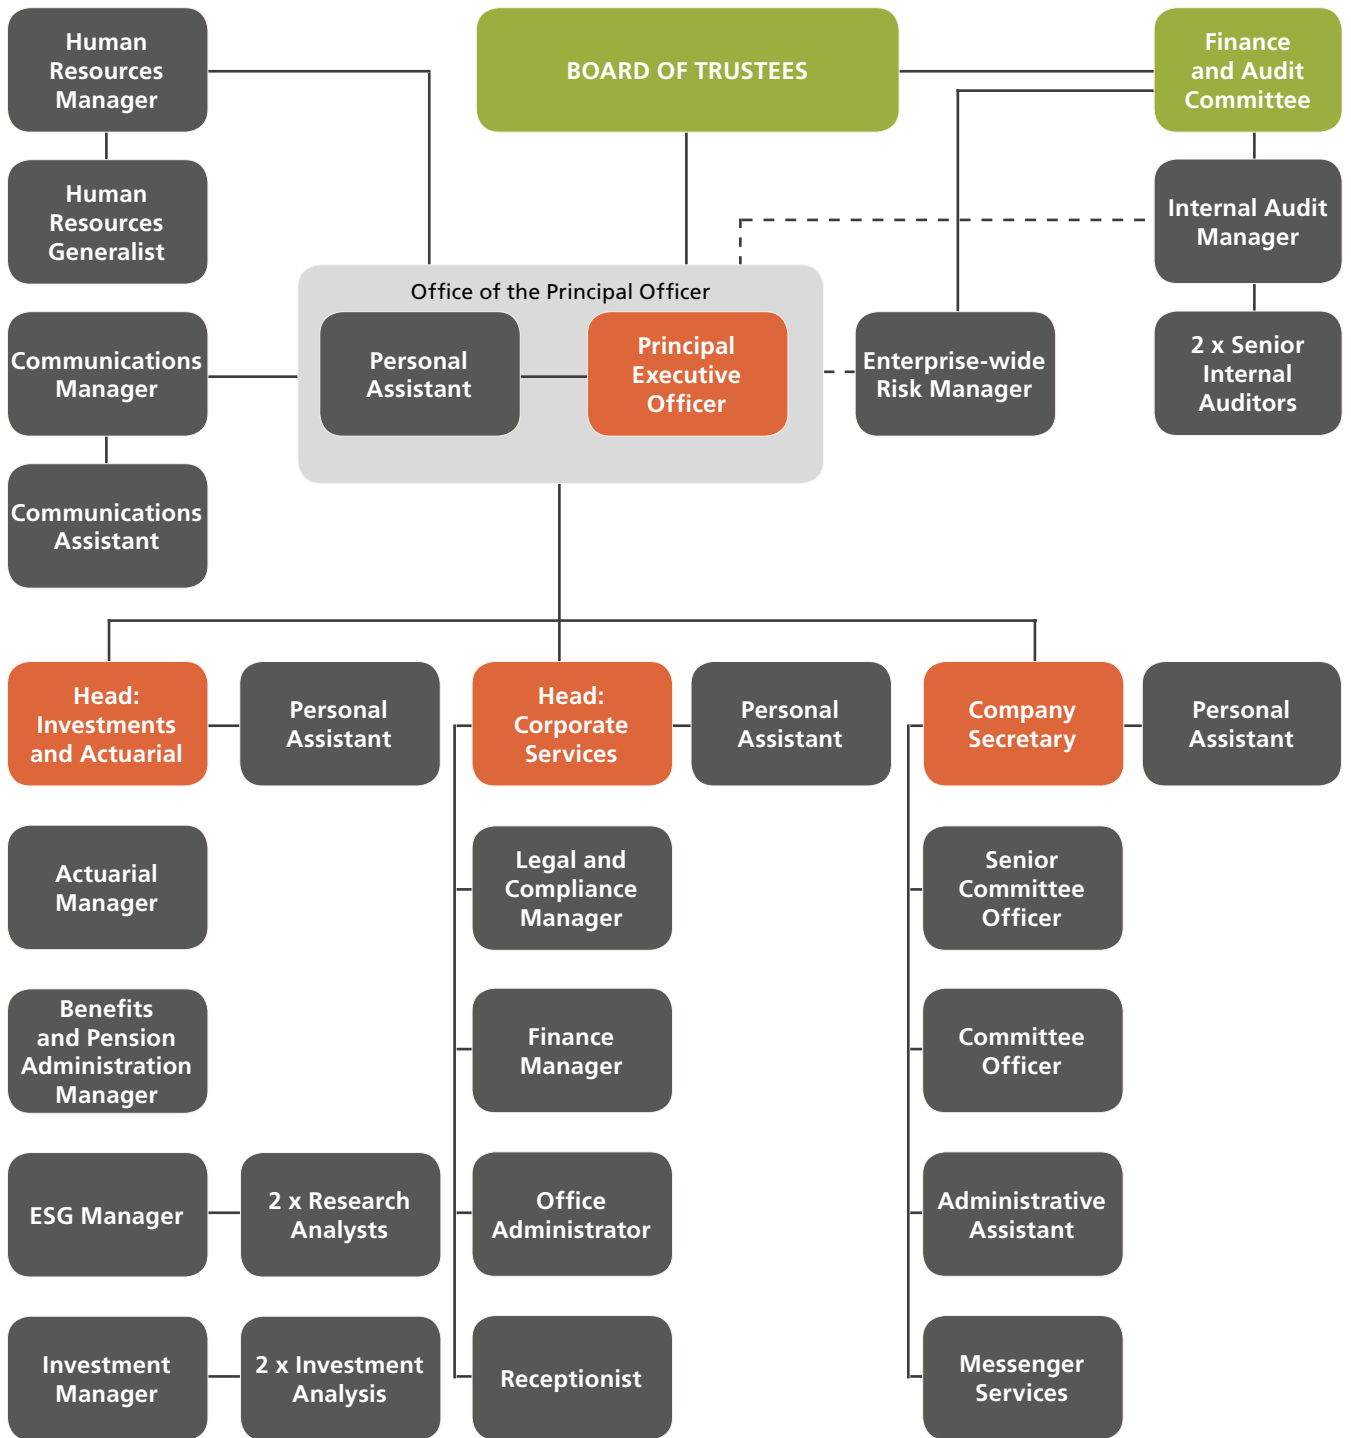 Human
Resources
Manager
BOARD OF TRUSTEES
Finance
and Audit
Committee
Human
Resources
Generalist
Internal Audit
Manager
Office of the Principal Officer
Communications
Manager
Personal
Assistant
Principal
Executive
Officer
Enterprise-wide
Risk Manager
2 x Senior
Internal
Auditors
Communications
Assistant
Head:
Investments
and Actuarial
Personal
Assistant
Head:
Corporate
Services
Personal
Assistant
Company
Secretary
Personal
Assistant
Actuarial
Manager
Legal and
Compliance
Manager
Senior
Committee
Officer
Benefits
and Pension
Administration
Manager
Finance
Manager
Committee
Officer
ESG Manager
2 x Research
Analysts
Office
Administrator
Administrative
Assistant
Investment
Manager
2 x Investment
Analysis
Receptionist
Messenger
Services